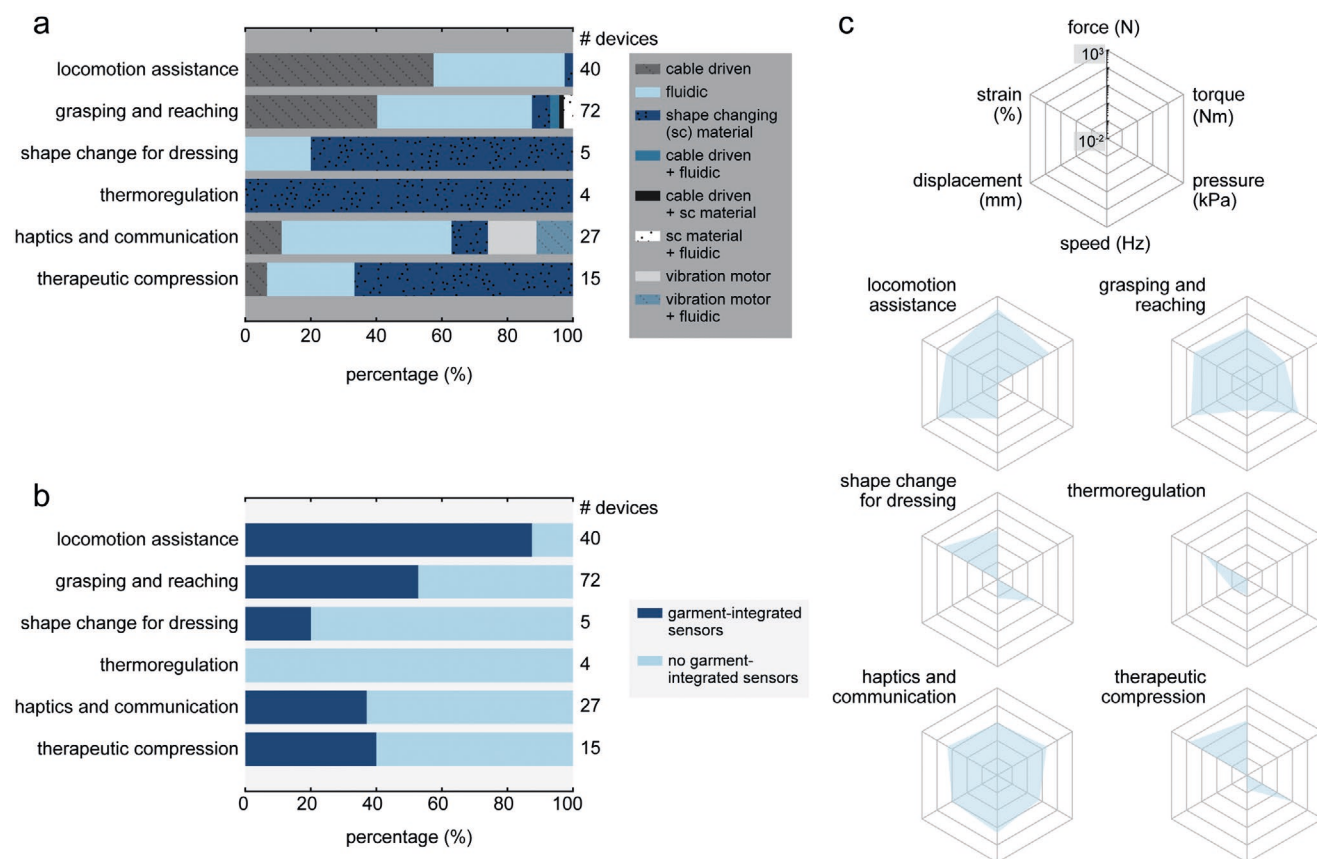 a
# devices
locomotion assistance
40
grasping and reaching
72
shape change for dressing
5
thermoregulation
4
haptics and communication
27
therapeutic compression
15
0 20 40 60 80 100
percentage (%)
cable driven
fluidic
shape changing
(sc) material
cable driven
+ fluidic
cable driven
+ sc material
sc material
+ fluidic
vibration motor
vibration motor
+ fluidic
b
# devices
locomotion assistance
40
grasping and reaching
72
shape change for dressing
5
thermoregulation
4
haptics and communication
27
therapeutic compression
15
0 20 40 60 80 100
percentage (%)
garment-integrated
sensors
no garment-
integrated sensors
c
force (N)
10³
strain
(%)
torque
(Nm)
10⁻²
displacement
(mm)
pressure
(kPa)
speed (Hz)
locomotion
assistance
grasping and
reaching
shape change
for dressing
thermoregulation
haptics and
communication
therapeutic
compression